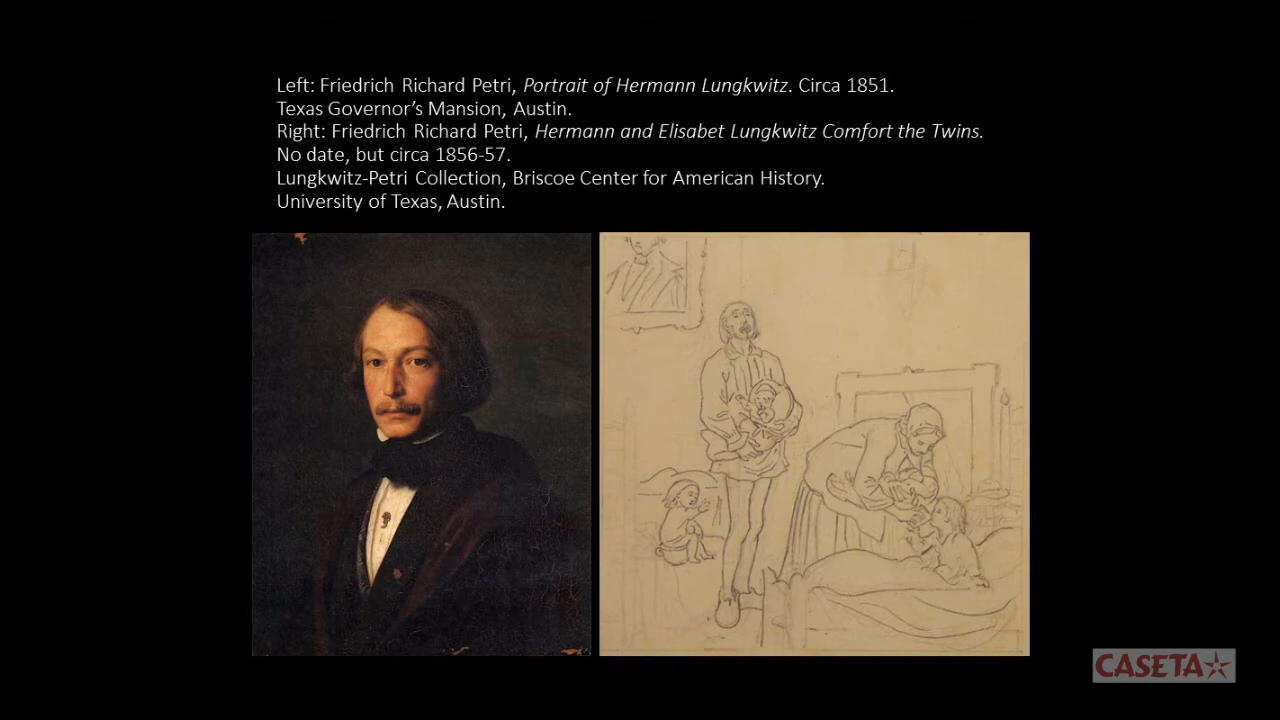 Left: Friedrich Richard Petri, Portrait of Hermann Lungkwitz. Circa 1851.
Texas Governor’s Mansion, Austin.
Right: Friedrich Richard Petri, Hermann and Elisabet Lungkwitz Comfort the Twins.
No date, but circa 1856-57.
Lungkwitz-Petri Collection, Briscoe Center for American History.
University of Texas, Austin.
CASETA